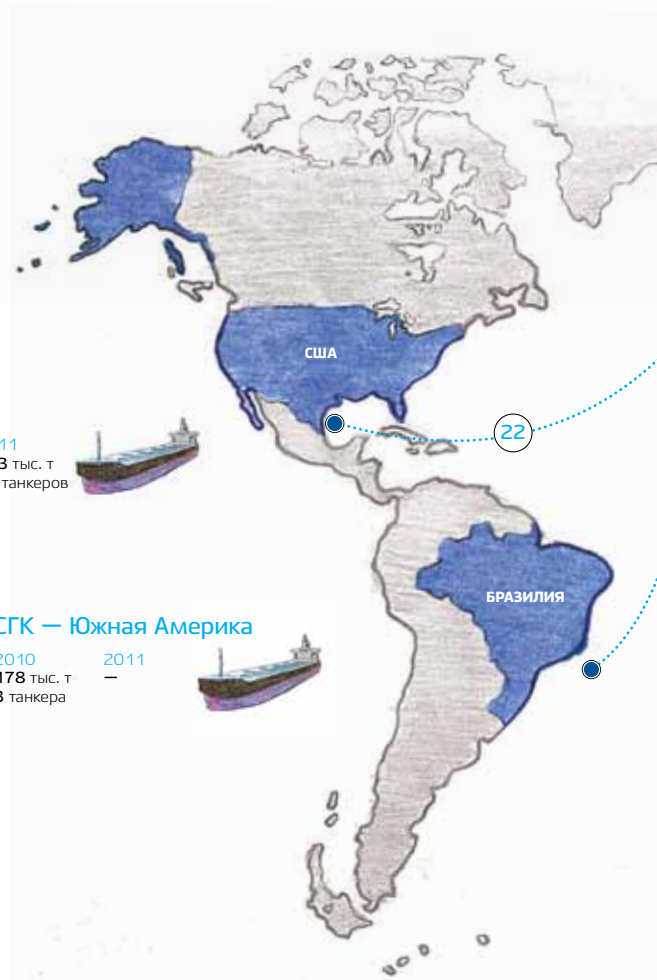 США
22
11
3 тыс. т
танкеров
БРАЗИЛИЯ
СГК — Южная Америка
2010 2011
178 тыс. т —
3 танкера